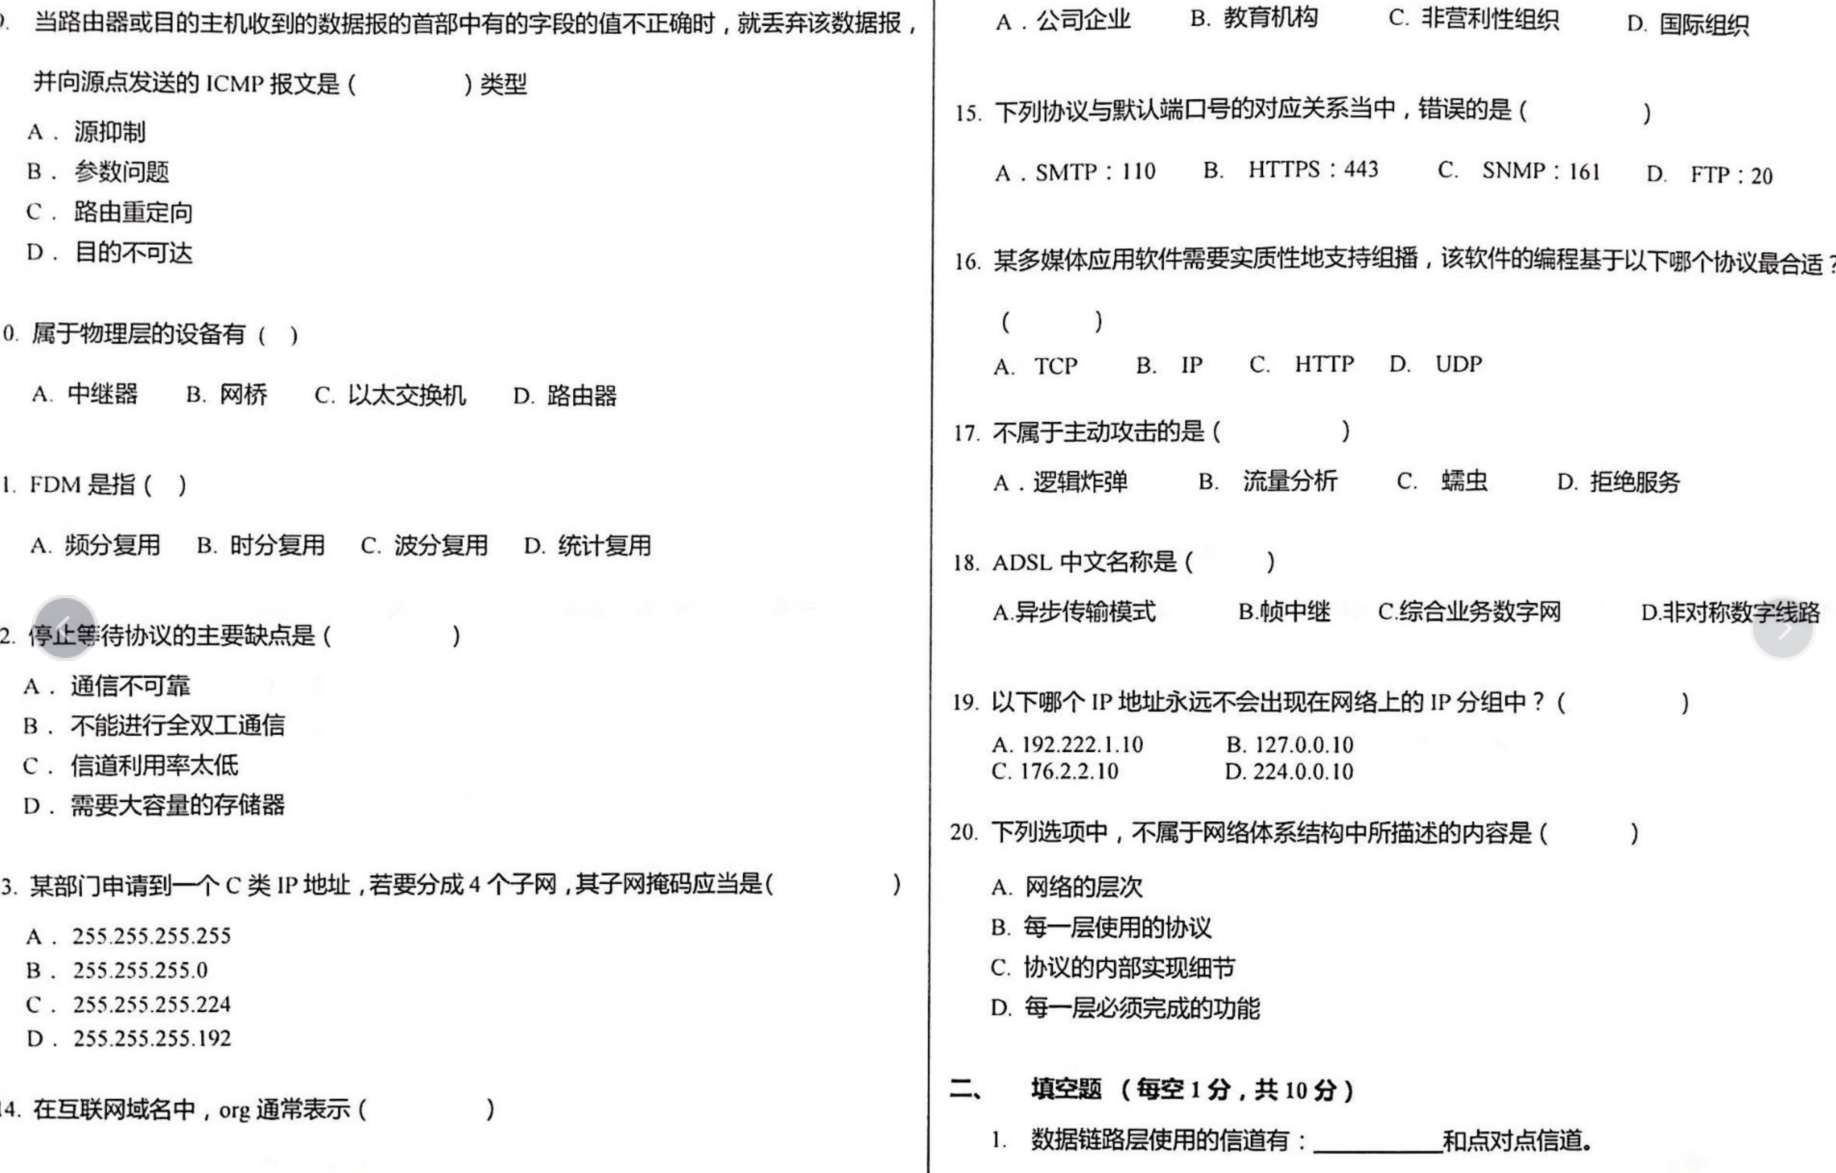 . 当路由器或目的主机收到的数据报的首部中有的字段的值不正确时，就丢弃该数据报，
并向源点发送的 ICMP 报文是（ ）类型
A． 源抑制
B． 参数问题
C． 路由重定向
D． 目的不可达
0. 属于物理层的设备有（ ）
A. 中继器 B. 网桥 C. 以太交换机 D. 路由器
1. FDM 是指（ ）
A. 频分复用 B. 时分复用 C. 波分复用 D. 统计复用
2. 停止等待协议的主要缺点是（ ）
A． 通信不可靠
B． 不能进行全双工通信
C． 信道利用率太低
D． 需要大容量的存储器
3. 某部门申请到一个 C 类 IP 地址，若要分成 4 个子网，其子网掩码应当是（ ）
A． 255.255.255.255
B． 255.255.255.0
C． 255.255.255.224
D． 255.255.255.192
14. 在互联网域名中，org 通常表示（ ）
A．公司企业 B. 教育机构 C. 非营利性组织 D. 国际组织
15. 下列协议与默认端口号的对应关系当中，错误的是（ ）
A．SMTP：110 B. HTTPS：443 C. SNMP：161 D. FTP：20
16. 某多媒体应用软件需要实质性地支持组播，该软件的编程基于以下哪个协议最合适？
（ ）
A. TCP B. IP C. HTTP D. UDP
17. 不属于主动攻击的是（ ）
A．逻辑炸弹 B. 流量分析 C. 蠕虫 D. 拒绝服务
18. ADSL 中文名称是（ ）
A.异步传输模式 B.帧中继 C.综合业务数字网 D.非对称数字线路
19. 以下哪个 IP 地址永远不会出现在网络上的 IP 分组中？（ ）
A. 192.222.1.10 B. 127.0.0.10
C. 176.2.2.10 D. 224.0.0.10
20. 下列选项中，不属于网络体系结构中所描述的内容是（ ）
A. 网络的层次
B. 每一层使用的协议
C. 协议的内部实现细节
D. 每一层必须完成的功能
二、 填空题 （每空 1 分，共 10 分）
1. 数据链路层使用的信道有：__________和点对点信道。